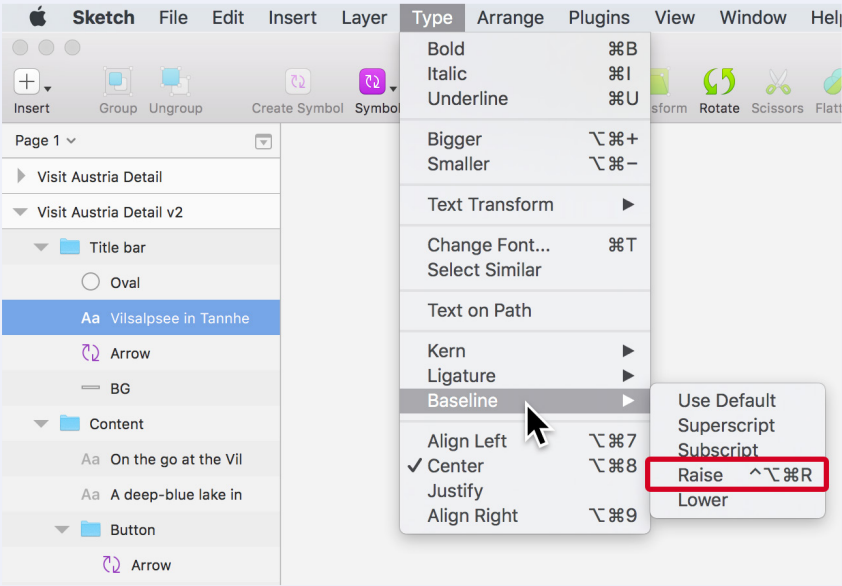 Sketch File Edit Insert Layer Type Arrange Plugins View Window Help
Insert Group Ungroup Create Symbol Symbol Rotate Scissors
Page 1
Visit Austria Detail
Visit Austria Detail v2
Title bar
Oval
Aa Vilsalpsee in Tannhe
Arrow
BG
Content
Aa On the go at the Vil
Aa A deep-blue lake in
Button
Arrow
Bold ⌘B
Italic ⌘I
Underline ⌘U
Bigger ⌥⌘+
Smaller ⌥⌘−
Text Transform ▶
Change Font... ⌘T
Select Similar
Text on Path
Kern ▶
Ligature ▶
Baseline ▶
Align Left ⌥⌘7
✓ Center ⌥⌘8
Justify
Align Right ⌥⌘9
Use Default
Superscript
Subscript
Raise ^⌥⌘R
Lower